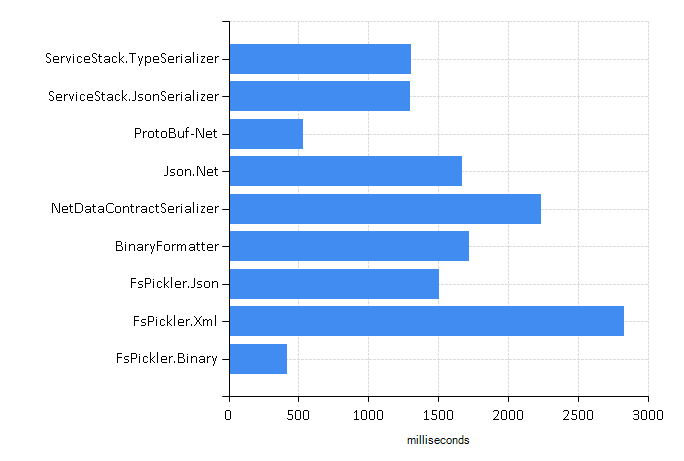 ServiceStack.TypeSerializer
ServiceStack.JsonSerializer
ProtoBuf-Net
Json.Net
NetDataContractSerializer
BinaryFormatter
FsPickler.Json
FsPickler.Xml
FsPickler.Binary
0 500 1000 1500 2000 2500 3000
milliseconds